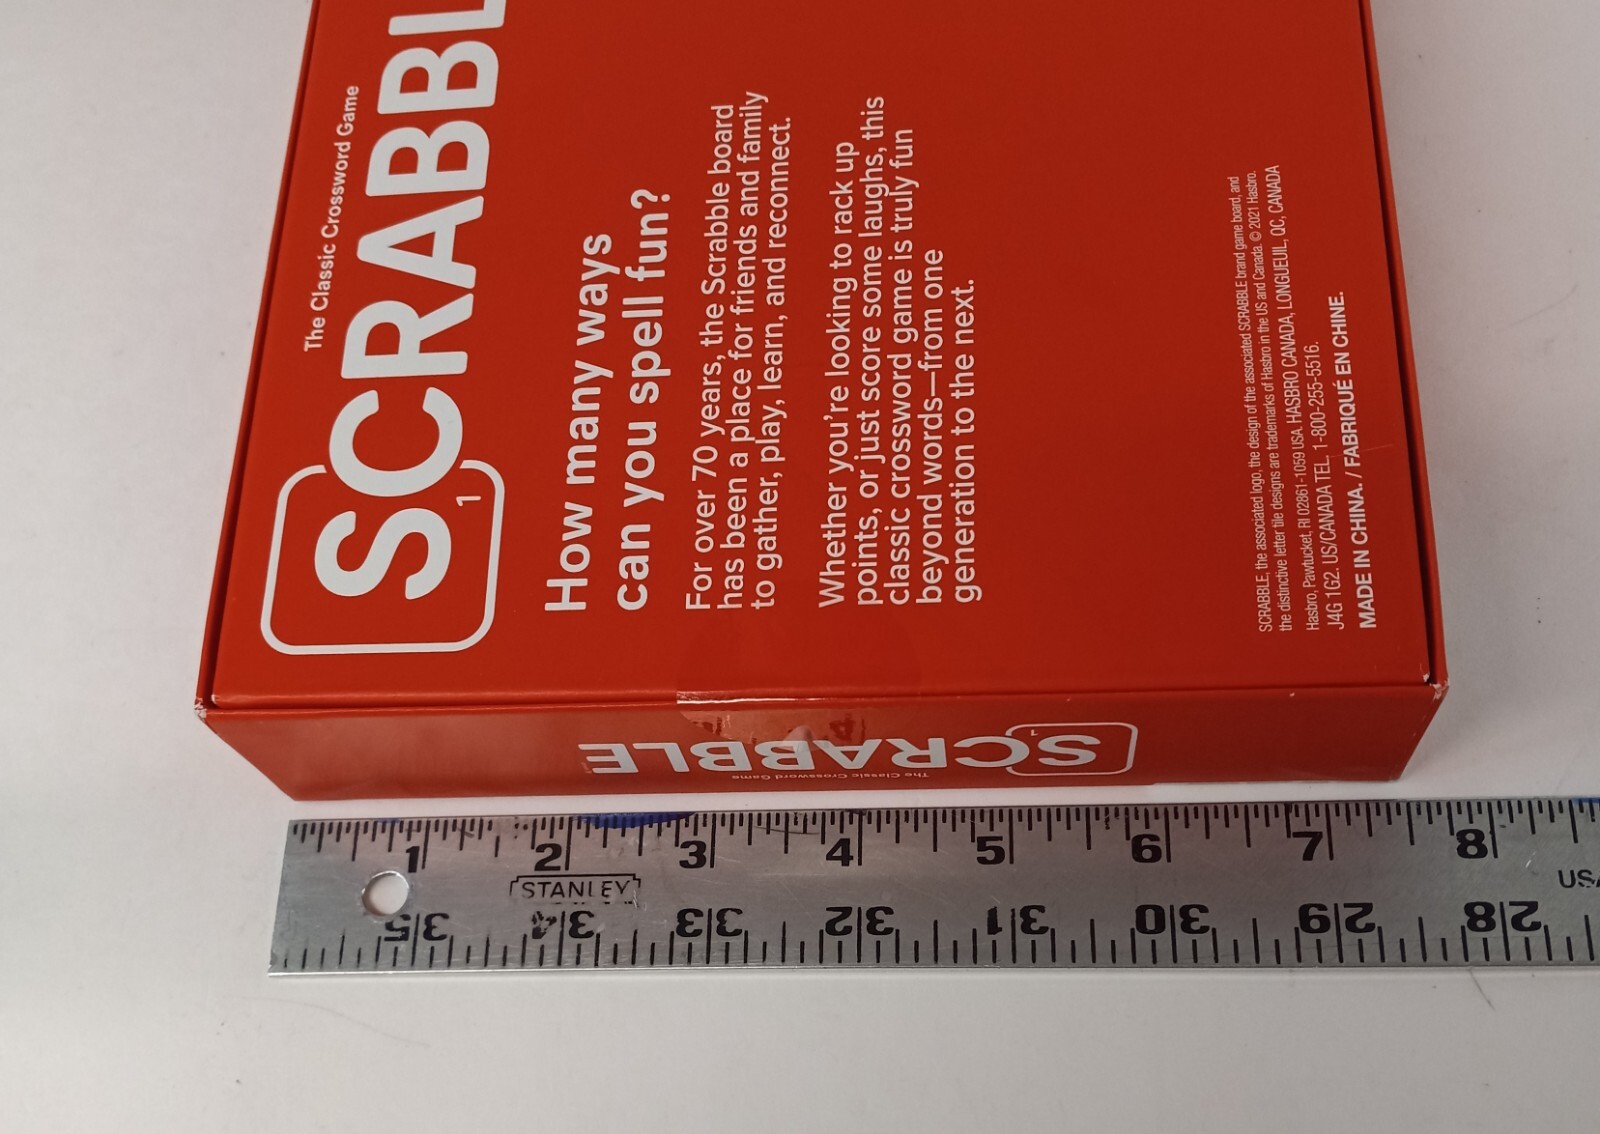 The Classic Crossword Game
SCRABBL
1
How many ways
can you spell fun?
For over 70 years, the Scrabble board
has been a place for friends and family
to gather, play, learn, and reconnect.
Whether you're looking to rack up
points, or just score some laughs, this
classic crossword game is truly fun
beyond words—from one
generation to the next.
SCRABBLE, the associated logo, the design of the associated SCRABBLE brand game board, and
the distinctive letter tile designs are trademarks of Hasbro in the US and Canada. © 2021 Hasbro.
Hasbro, Pawtucket, RI 02861-1059 USA. HASBRO CANADA, LONGUEUIL, QC, CANADA
J4G 1G2. US/CANADA TEL. 1-800-255-5516.
MADE IN CHINA. / FABRIQUÉ EN CHINE.
The Classic Crossword Game
SCRABBLE
1
1 2 3 4 5 6 7 8
STANLEY
USA
35 34 33 32 31 30 29 28